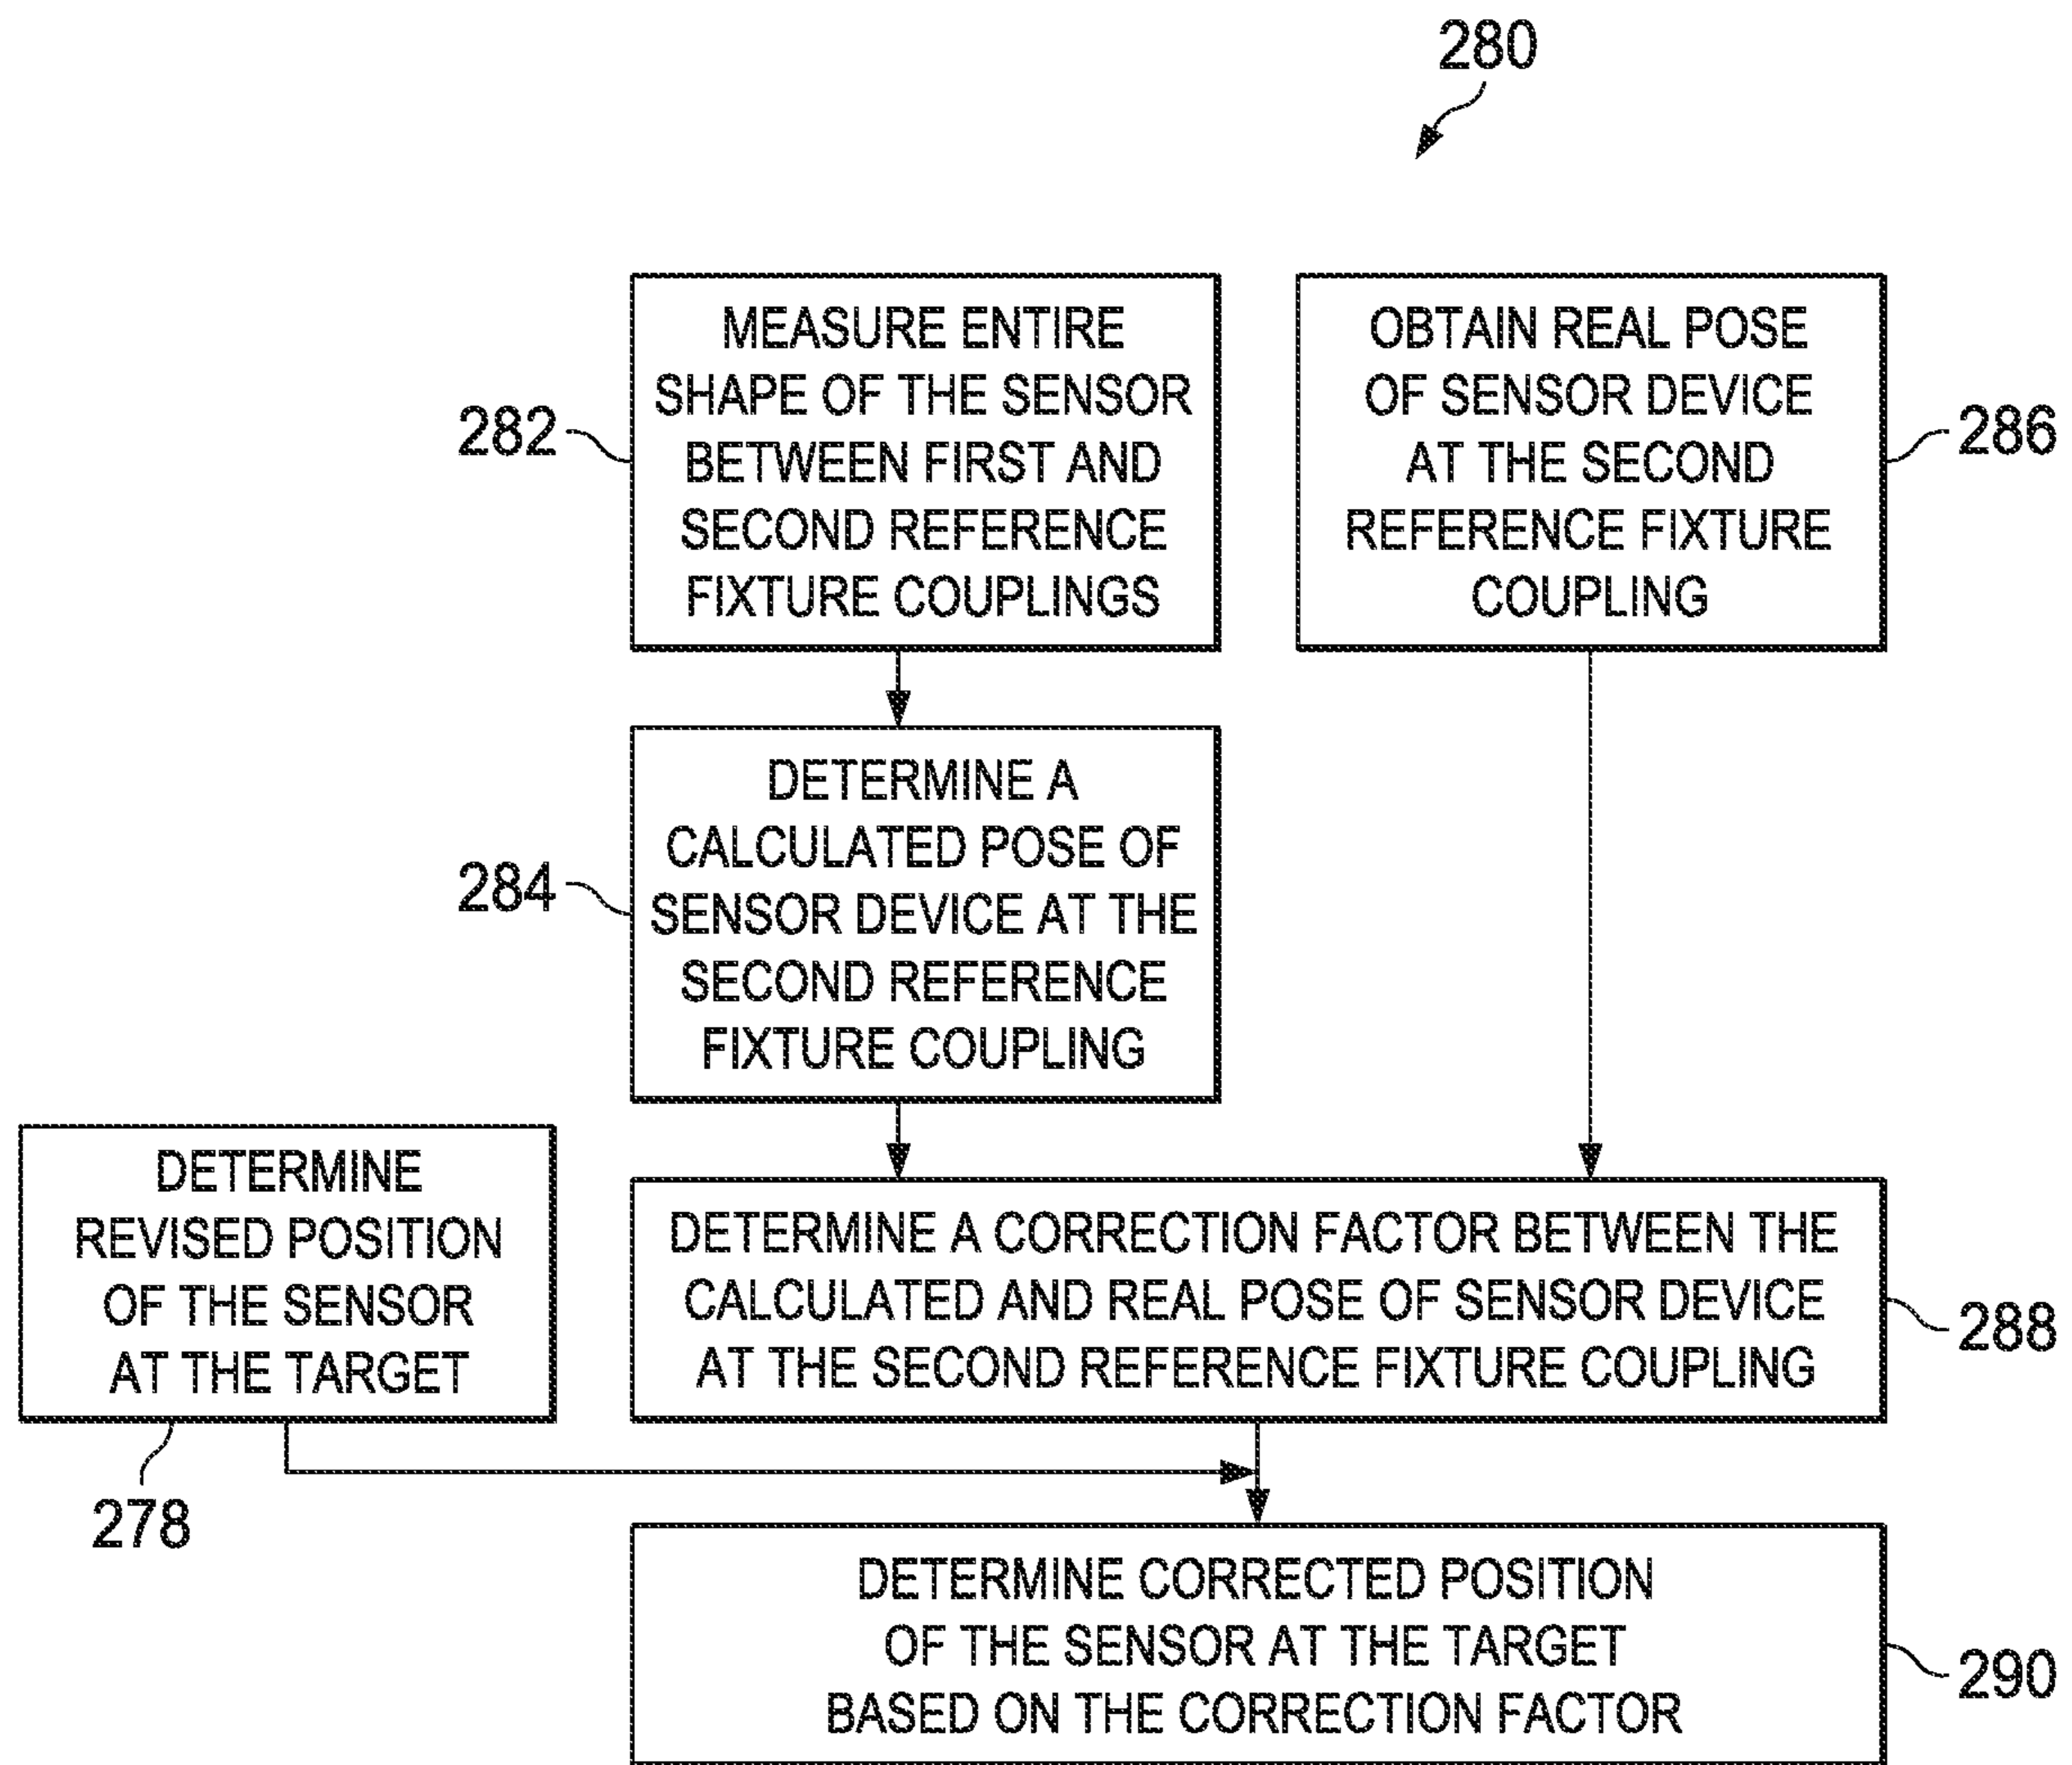 280
MEASURE ENTIRE
SHAPE OF THE SENSOR
BETWEEN FIRST AND
SECOND REFERENCE
FIXTURE COUPLINGS
282
OBTAIN REAL POSE
OF SENSOR DEVICE
AT THE SECOND
REFERENCE FIXTURE
COUPLING
286
DETERMINE A
CALCULATED POSE OF
SENSOR DEVICE AT THE
SECOND REFERENCE
FIXTURE COUPLING
284
DETERMINE
REVISED POSITION
OF THE SENSOR
AT THE TARGET
278
DETERMINE A CORRECTION FACTOR BETWEEN THE
CALCULATED AND REAL POSE OF SENSOR DEVICE
AT THE SECOND REFERENCE FIXTURE COUPLING
288
DETERMINE CORRECTED POSITION
OF THE SENSOR AT THE TARGET
BASED ON THE CORRECTION FACTOR
290